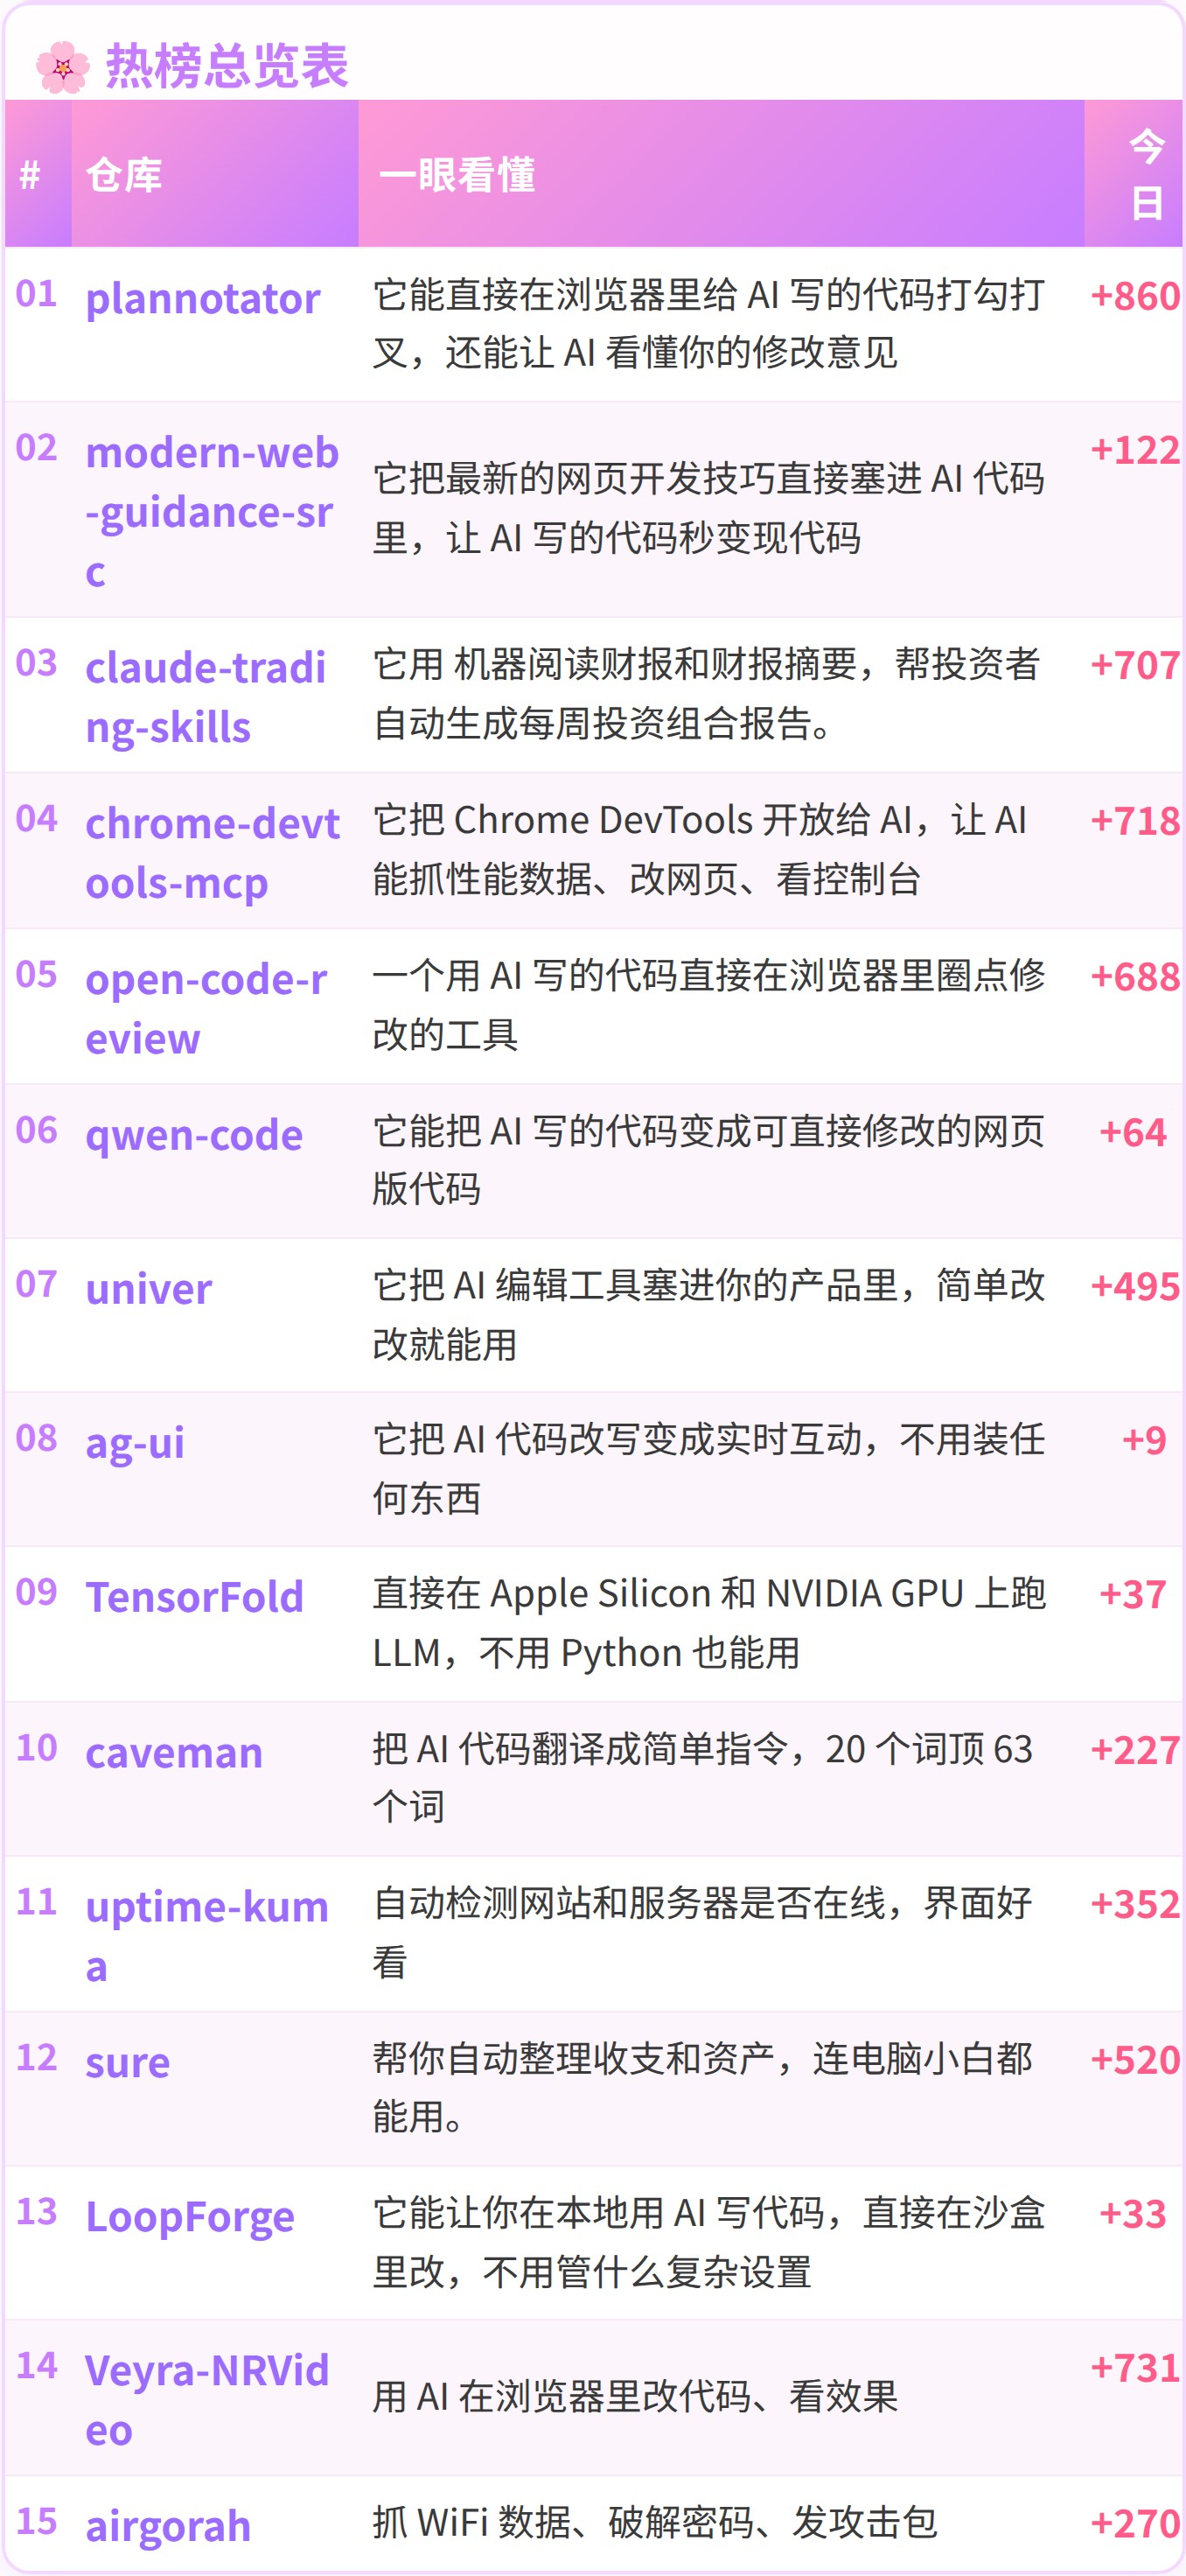 🌸 热榜总览表
# 仓库 一眼看懂 今
日
01 plannotator 它能直接在浏览器里给 AI 写的代码打勾打 +860
叉，还能让 AI 看懂你的修改意见
02 modern-web +122
它把最新的网页开发技巧直接塞进 AI 代码
-guidance-sr
里，让 AI 写的代码秒变现代码
c
03 claude-tradi 它用 机器阅读财报和财报摘要，帮投资者 +707
ng-skills 自动生成每周投资组合报告。
04 chrome-devt 它把 Chrome DevTools 开放给 AI，让 AI +718
ools-mcp 能抓性能数据、改网页、看控制台
05 open-code-r 一个用 AI 写的代码直接在浏览器里圈点修 +688
eview 改的工具
06 qwen-code 它能把 AI 写的代码变成可直接修改的网页 +64
版代码
07 univer 它把 AI 编辑工具塞进你的产品里，简单改 +495
改就能用
08 ag-ui 它把 AI 代码改写变成实时互动，不用装任 +9
何东西
09 TensorFold 直接在 Apple Silicon 和 NVIDIA GPU 上跑 +37
LLM，不用 Python 也能用
10 caveman 把 AI 代码翻译成简单指令，20 个词顶 63 +227
个词
11 uptime-kum 自动检测网站和服务器是否在线，界面好 +352
a 看
12 sure 帮你自动整理收支和资产，连电脑小白都 +520
能用。
13 LoopForge 它能让你在本地用 AI 写代码，直接在沙盒 +33
里改，不用管什么复杂设置
14 Veyra-NRVid +731
用 AI 在浏览器里改代码、看效果
eo
15 airgorah 抓 WiFi 数据、破解密码、发攻击包 +270